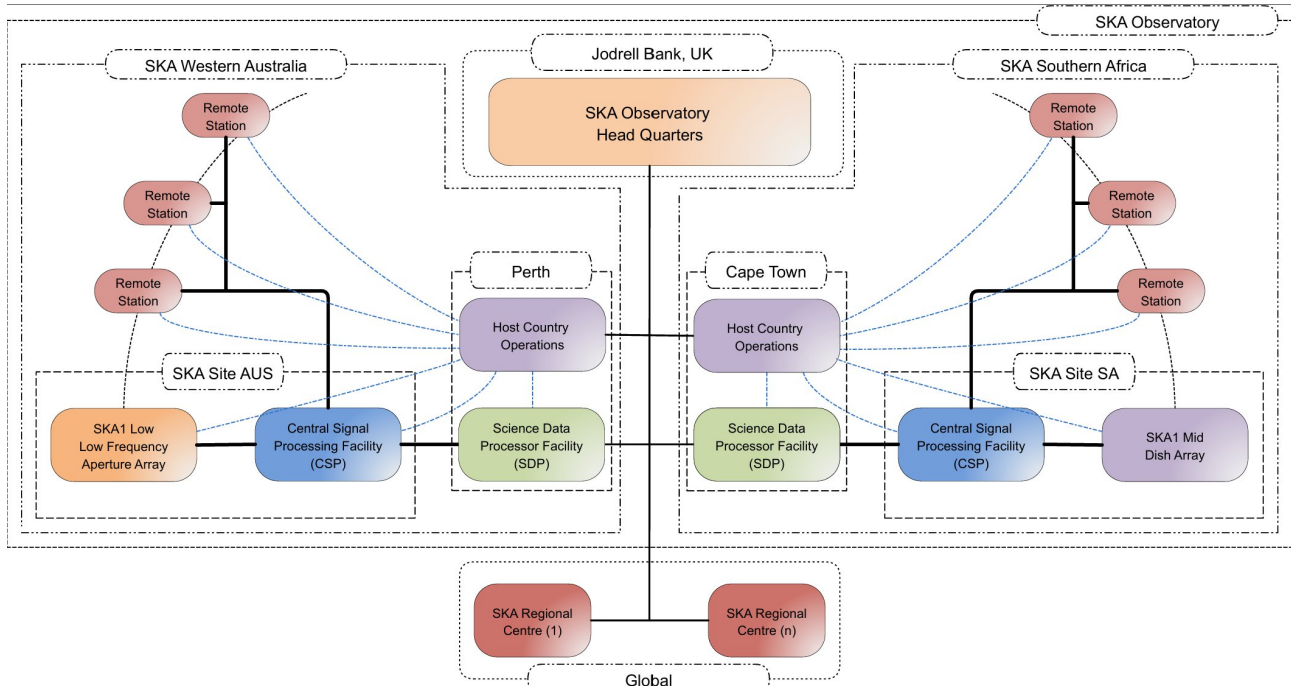 SKA Observatory
Jodrell Bank, UK
SKA Western Australia
SKA Southern Africa
SKA Observatory
Head Quarters
Remote
Station
Remote
Station
Remote
Station
Remote
Station
Remote
Station
Remote
Station
Perth
Cape Town
Host Country
Operations
Host Country
Operations
SKA Site AUS
SKA Site SA
SKA1 Low
Low Frequency
Aperture Array
Central Signal
Processing Facility
(CSP)
Science Data
Processor Facility
(SDP)
Science Data
Processor Facility
(SDP)
Central Signal
Processing Facility
(CSP)
SKA1 Mid
Dish Array
SKA Regional
Centre (1)
SKA Regional
Centre (n)
Global